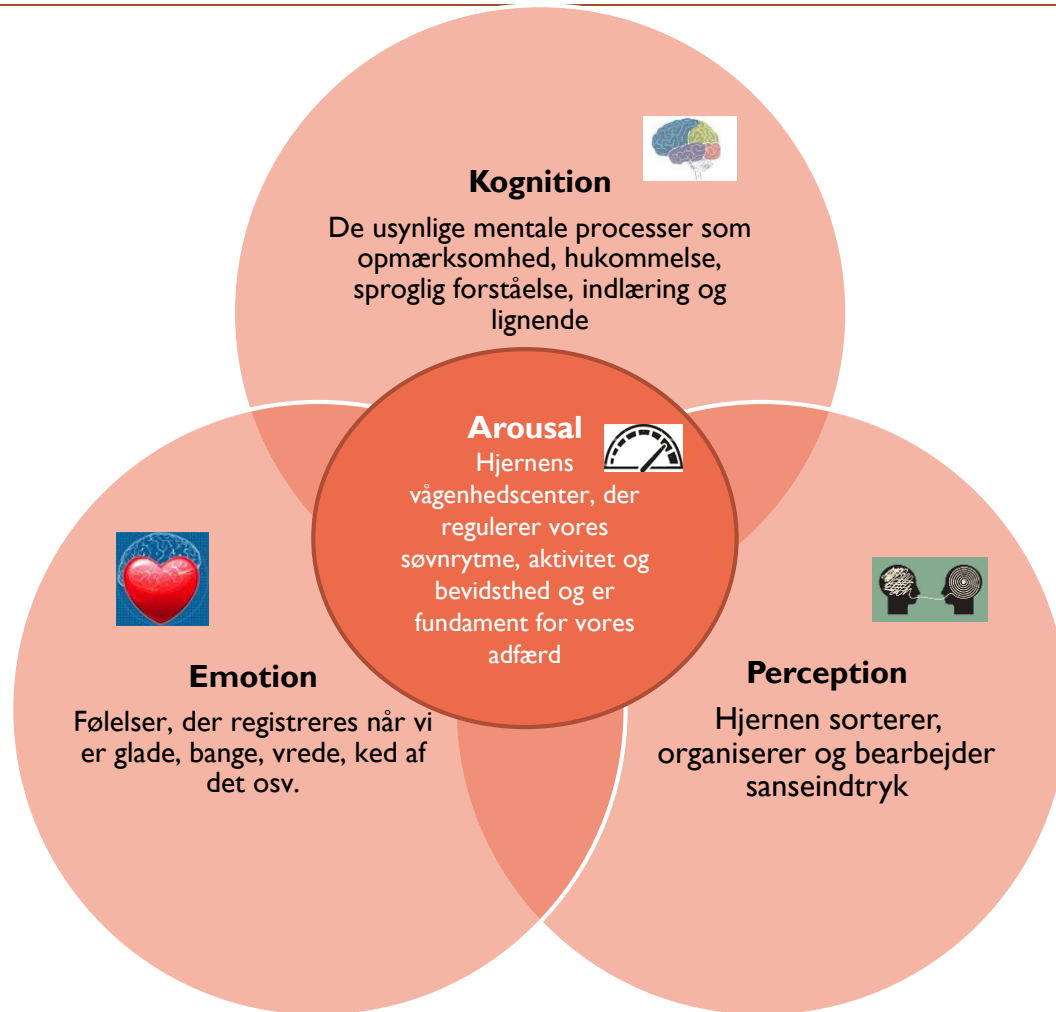 Kognition
De usynlige mentale processer som
opmærksomhed, hukommelse,
sproglig forståelse, indlæring og
lignende
Arousal
Hjernens
vågenhedscenter, der
regulerer vores
søvnrytme, aktivitet og
bevidsthed og er
fundament for vores
adfærd
Emotion
Følelser, der registreres når vi
er glade, bange, vrede, ked af
det osv.
Perception
Hjernen sorterer,
organiserer og bearbejder
sanseindtryk